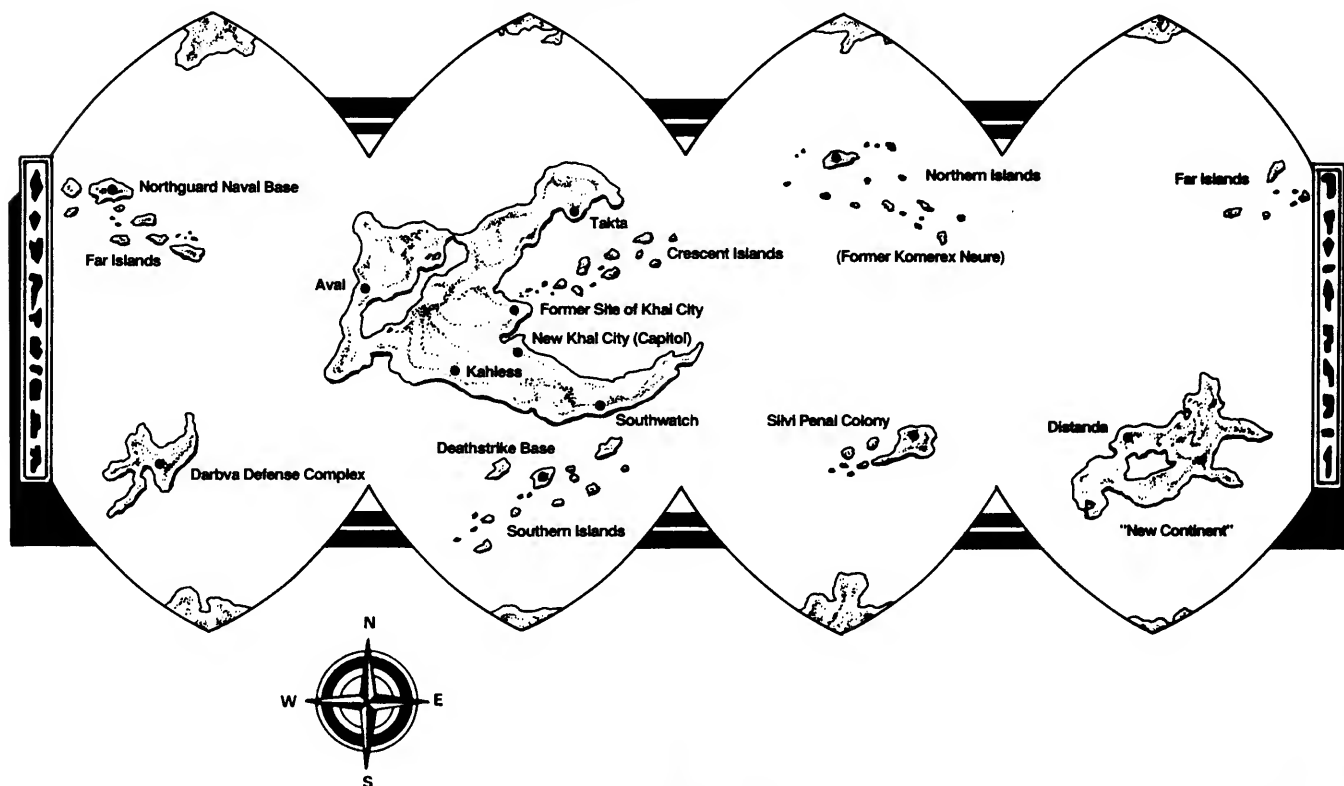 Northguard Naval Base
Far Islands
Takta
Crescent Islands
Northern Islands
(Former Komerex Neure)
Far Islands
Aval
Former Site of Khal City
New Khal City (Capitol)
Kahless
Southwatch
Deathstrike Base
Southern Islands
Silvi Penal Colony
Distanda
"New Continent"
Darbva Defense Complex
N
W
E
S